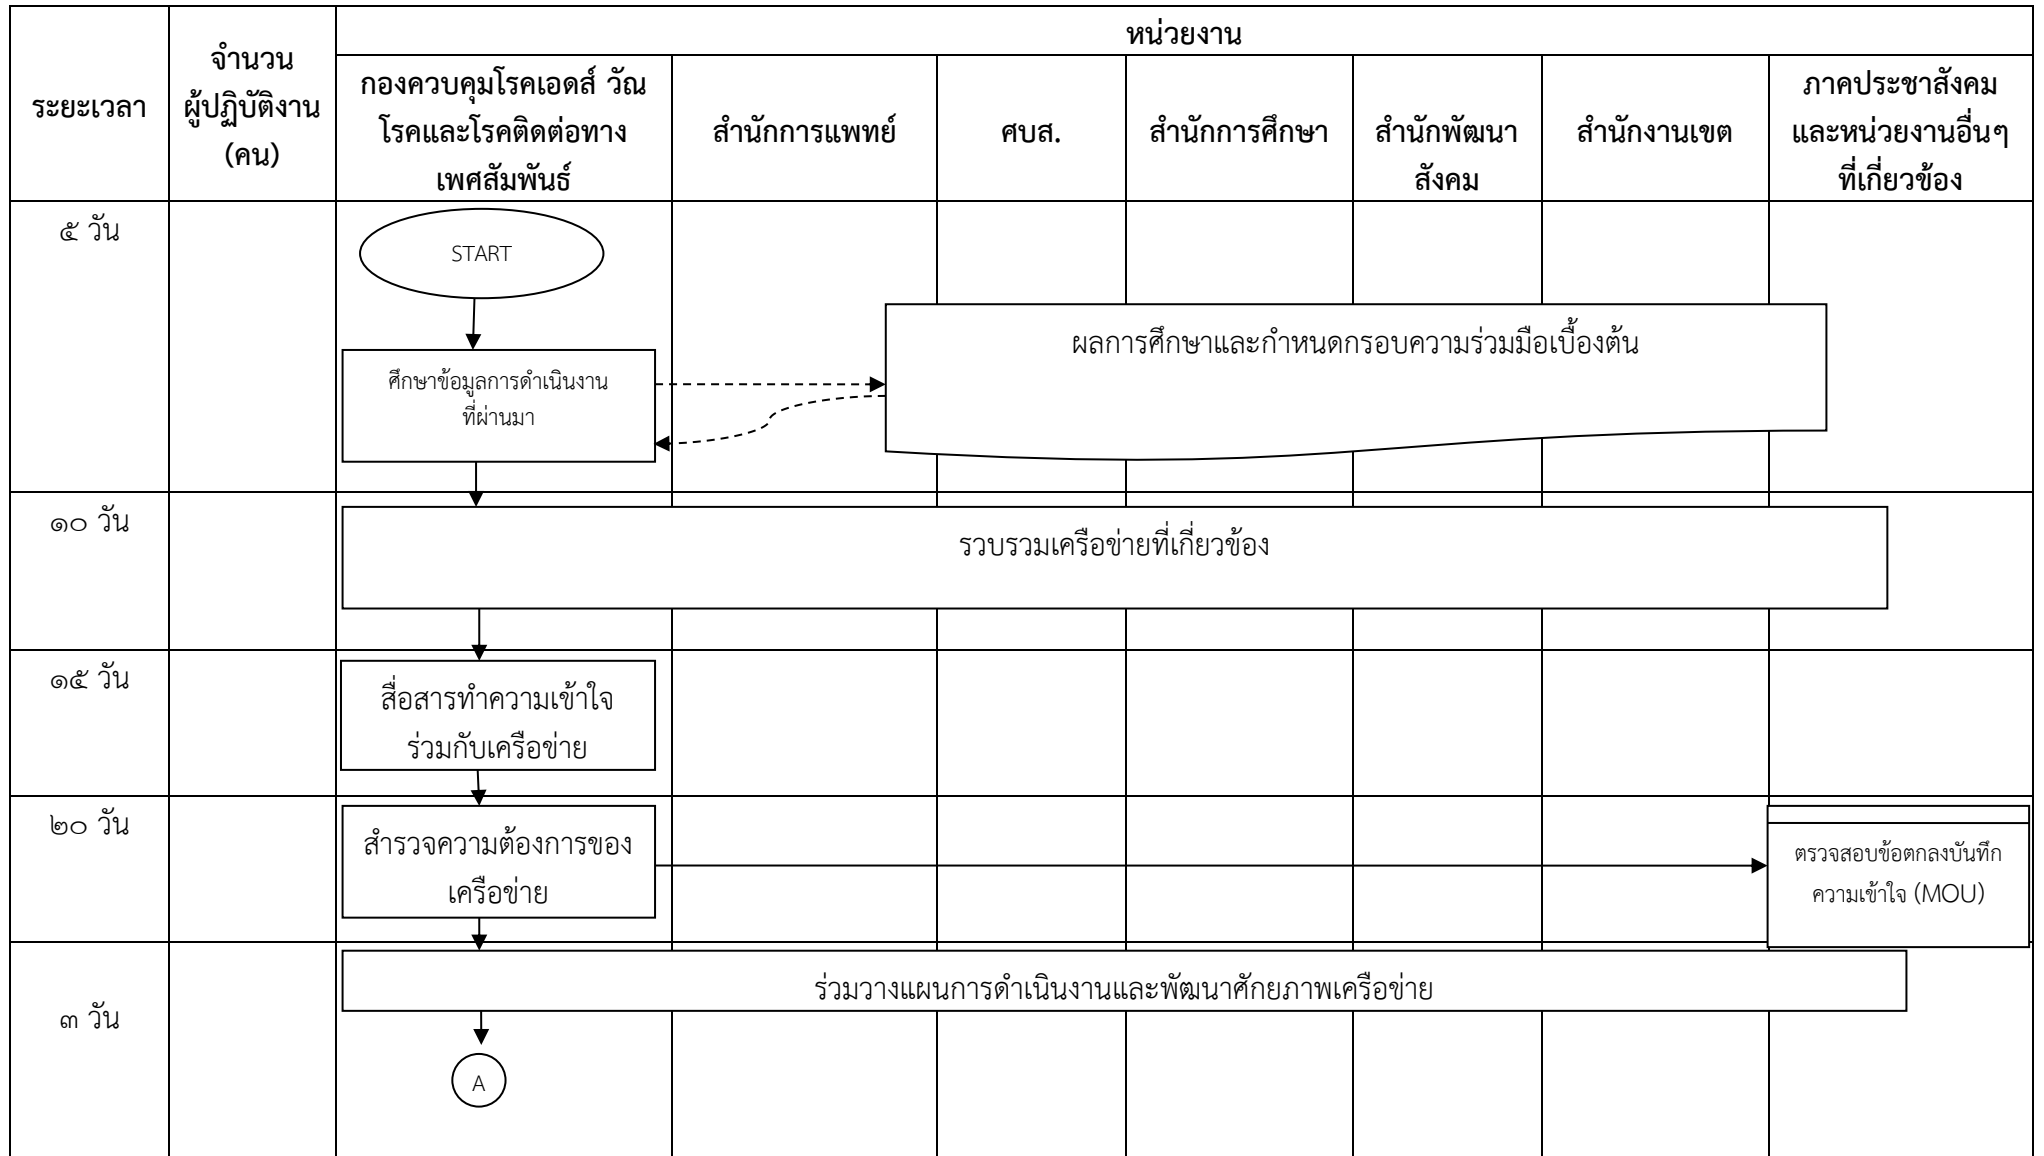 ระยะเวลา
จำนวน
ผู้ปฏิบัติงาน
(คน)
หน่วยงาน
กองควบคุมโรคเอดส์ วัณ
โรคและโรคติดต่อทาง
เพศสัมพันธ์
สำนักการแพทย์
ศบส.
สำนักการศึกษา
สำนักพัฒนา
สังคม
สำนักงานเขต
ภาคประชาสังคม
และหน่วยงานอื่นๆ
ที่เกี่ยวข้อง
๕ วัน
START
ศึกษาข้อมูลการดำเนินงาน
ที่ผ่านมา
ผลการศึกษาและกำหนดกรอบความร่วมมือเบื้องต้น
๑๐ วัน
รวบรวมเครือข่ายที่เกี่ยวข้อง
๑๕ วัน
สื่อสารทำความเข้าใจ
ร่วมกับเครือข่าย
๒๐ วัน
สำรวจความต้องการของ
เครือข่าย
ตรวจสอบข้อตกลงบันทึก
ความเข้าใจ (MOU)
๓ วัน
ร่วมวางแผนการดำเนินงานและพัฒนาศักยภาพเครือข่าย
A